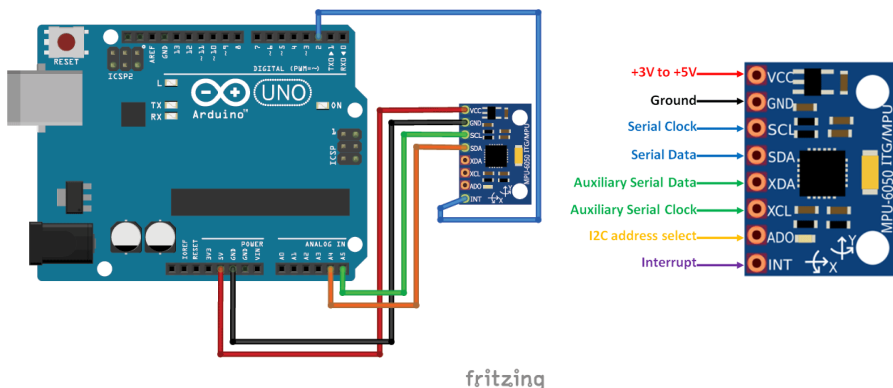 RESET
ICSP2
AREF
GND
13
12
~11
~10
~9
8
7
~6
~5
4
~3
2
TX0▶1
RX0◀0
DIGITAL (PWM=~)
L
TX
RX
UNO
Arduino™
ON
ICSP
1
IOREF
RESET
3V3
5V
GND
GND
VIN
POWER
ANALOG IN
A0
A1
A2
A3
A4
A5
VCC
GND
SCL
SDA
XDA
XCL
ADO
INT
MPU-6050 ITG/MPU
X
Y
+3V to +5V
Ground
Serial Clock
Serial Data
Auxiliary Serial Data
Auxiliary Serial Clock
I2C address select
Interrupt
VCC
GND
SCL
SDA
XDA
XCL
ADO
INT
MPU-6050 ITG/MPU
X
Y
fritzing